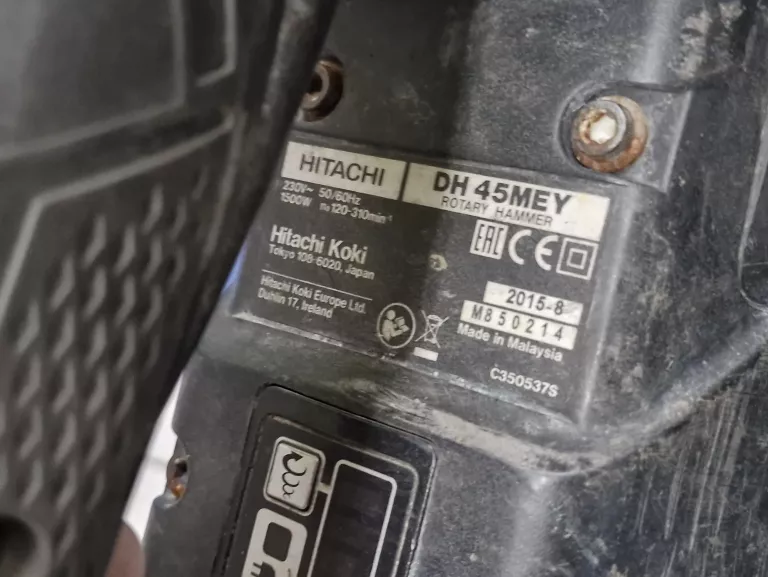 HITACHI
DH 45MEY
ROTARY HAMMER
230V~ 50/60Hz
1500W n₀120-310min⁻¹
EAC CE
Hitachi Koki
Tokyo 108-6020, Japan
Hitachi Koki Europe Ltd.
Duhlin 17, Ireland
2015-8
M850214
Made in Malaysia
C350537S